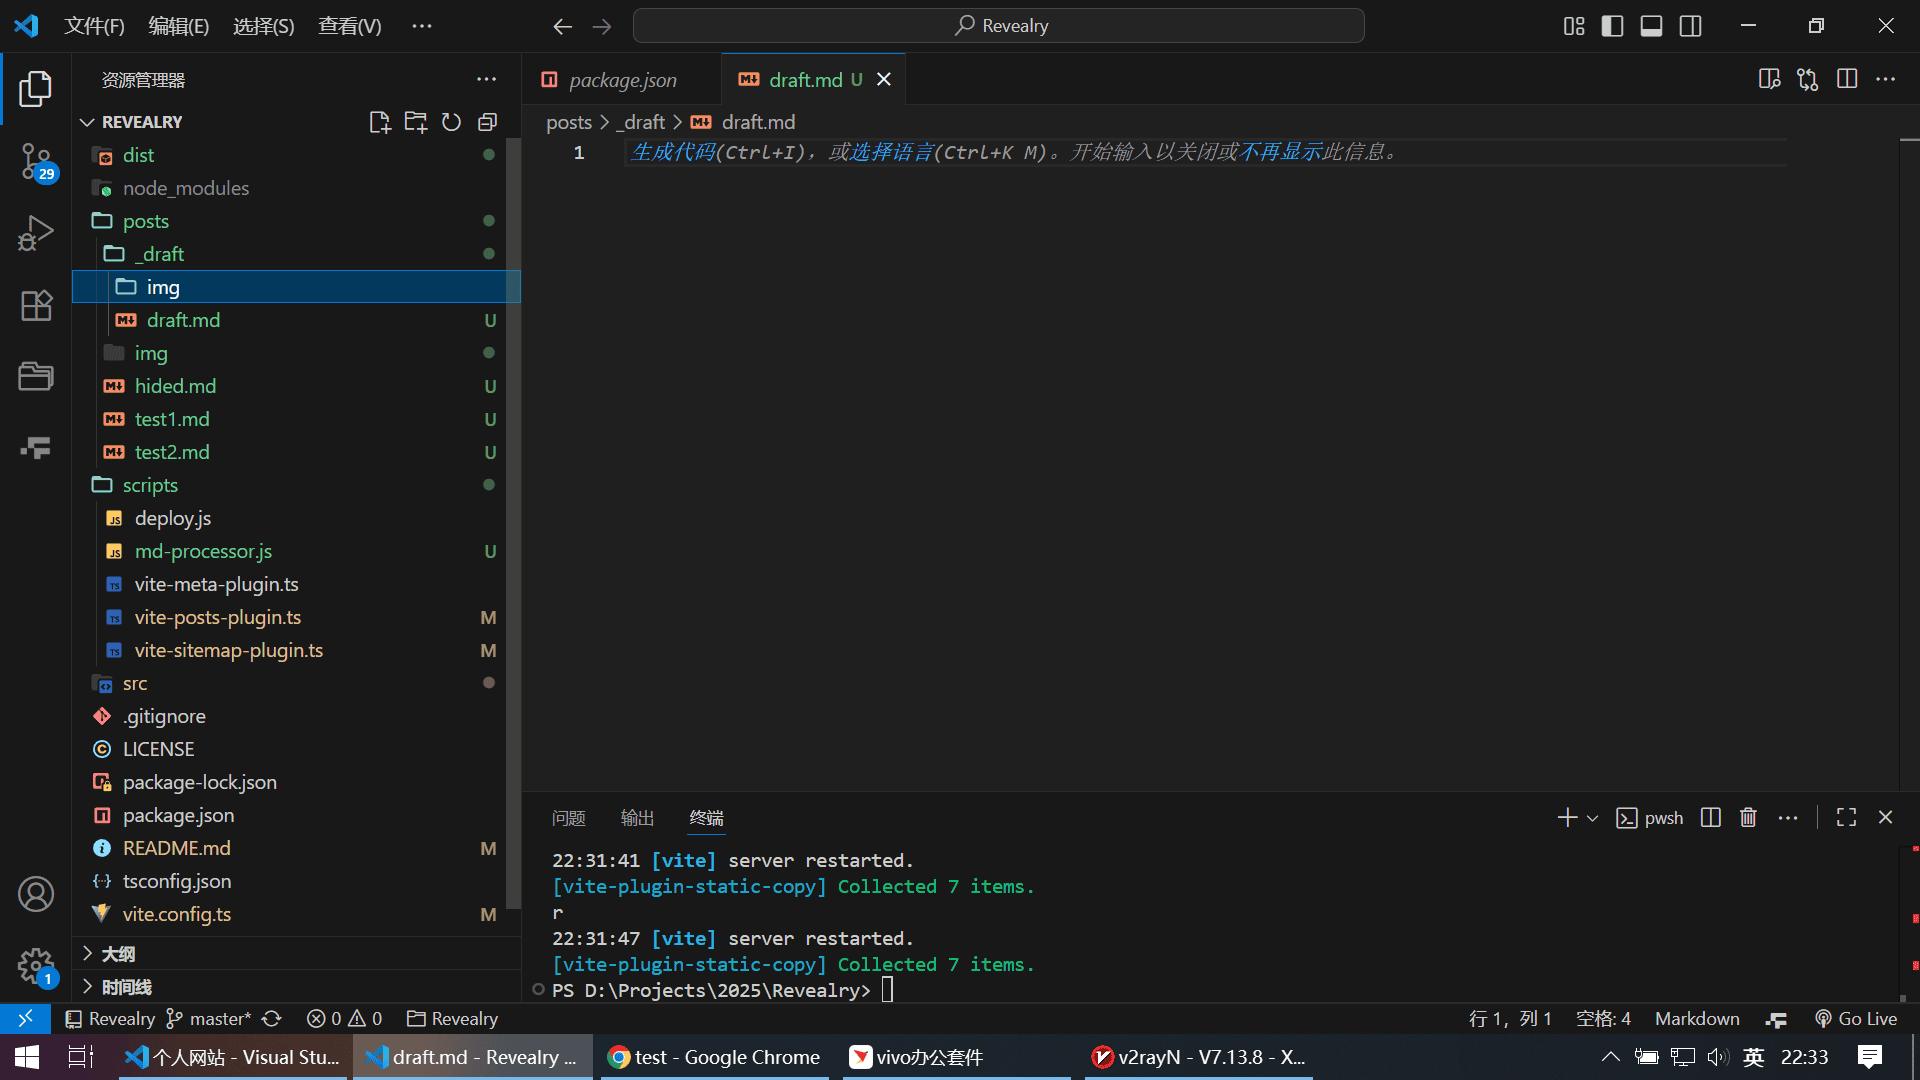 文件(F) 编辑(E) 选择(S) 查看(V) ··· Revealry
资源管理器
REVEALRY
dist
node_modules
posts
_draft
img
draft.md U
img
hided.md U
test1.md U
test2.md U
scripts
deploy.js
md-processor.js U
vite-meta-plugin.ts
vite-posts-plugin.ts M
vite-sitemap-plugin.ts M
src
.gitignore
LICENSE
package-lock.json
package.json
README.md M
tsconfig.json
vite.config.ts M
大纲
时间线
29
1
package.json draft.md U
posts > _draft > draft.md
1 生成代码(Ctrl+I)，或选择语言(Ctrl+K M)。开始输入以关闭或不再显示此信息。
问题 输出 终端 pwsh
22:31:41 [vite] server restarted.
[vite-plugin-static-copy] Collected 7 items.
r
22:31:47 [vite] server restarted.
[vite-plugin-static-copy] Collected 7 items.
PS D:\Projects\2025\Revealry>
Revealry master* 0 0 Revealry 行 1，列 1 空格: 4 Markdown Go Live
个人网站 - Visual Stu... draft.md - Revealry ... test - Google Chrome vivo办公套件 v2rayN - V7.13.8 - X... 英 22:33